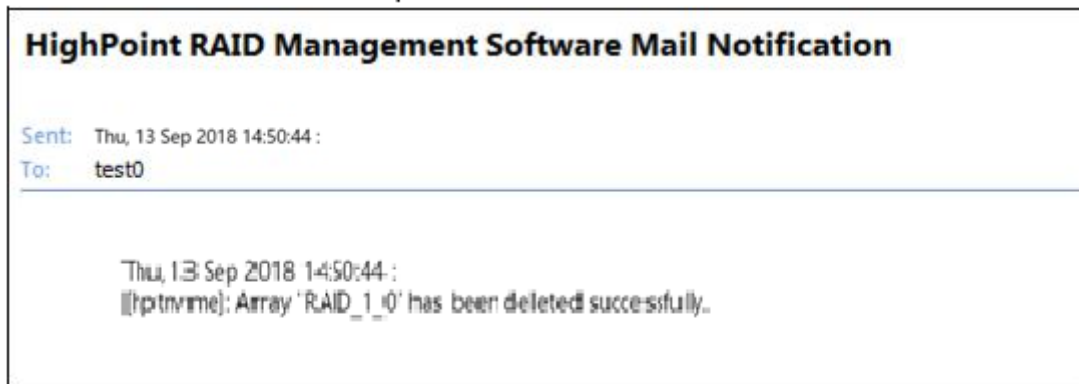 HighPoint RAID Management Software Mail Notification
Sent: Thu, 13 Sep 2018 14:50:44 :
To: test0
Thu, 13 Sep 2018 14:50:44 :
[hptnvme]: Array 'RAID_1_0' has been deleted successfully.